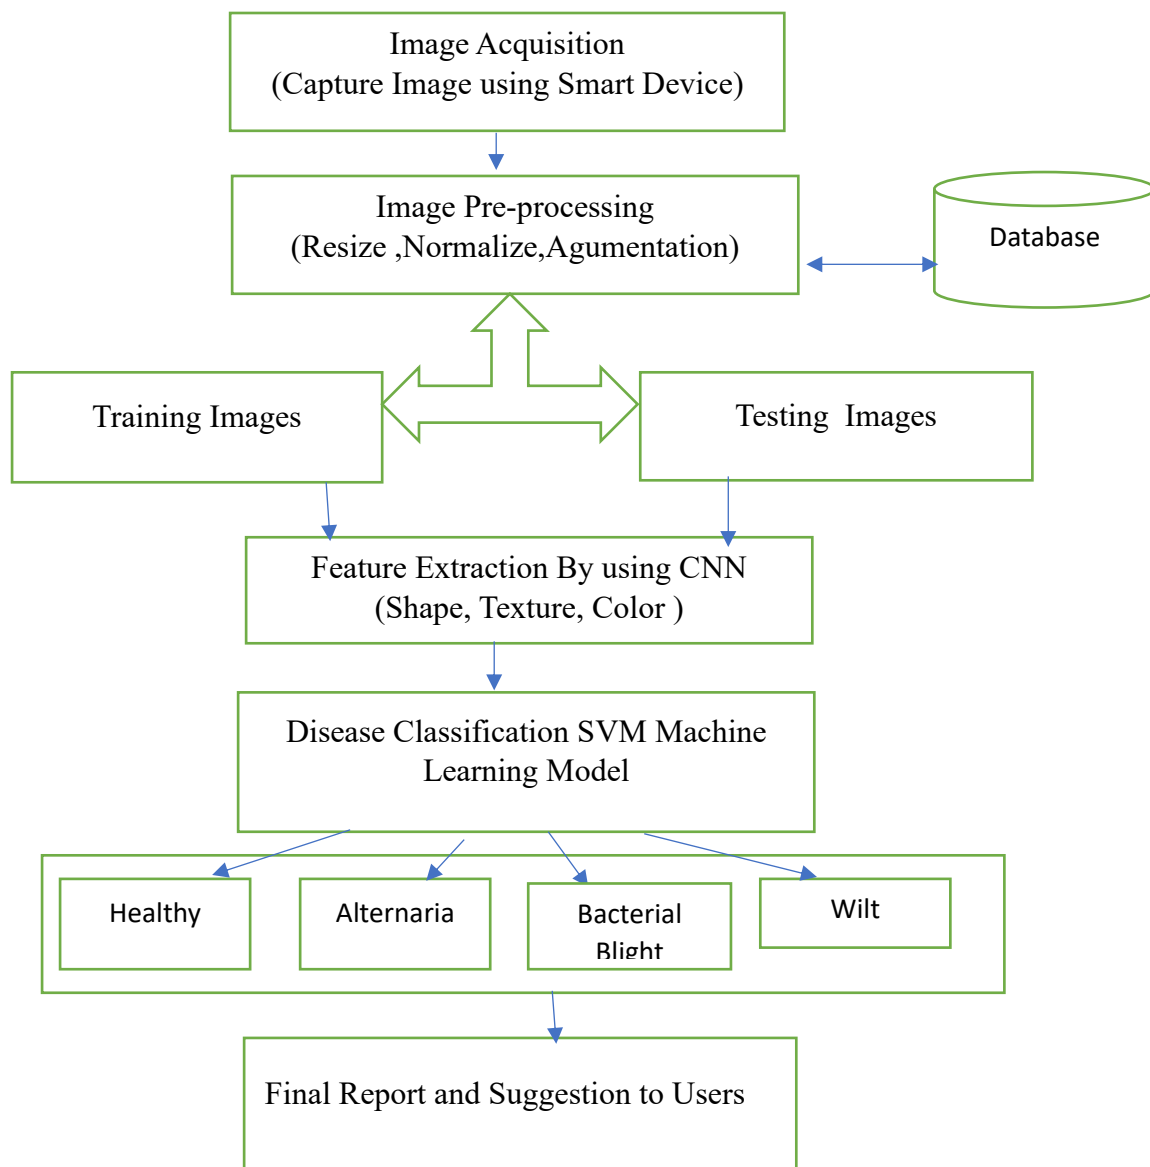 Image Acquisition
(Capture Image using Smart Device)
Image Pre-processing
(Resize ,Normalize,Agumentation)
Database
Training Images
Testing  Images
Feature Extraction By using CNN
(Shape, Texture, Color )
Disease Classification SVM Machine
Learning Model
Healthy
Alternaria
Bacterial
Blight
Wilt
Final Report and Suggestion to Users